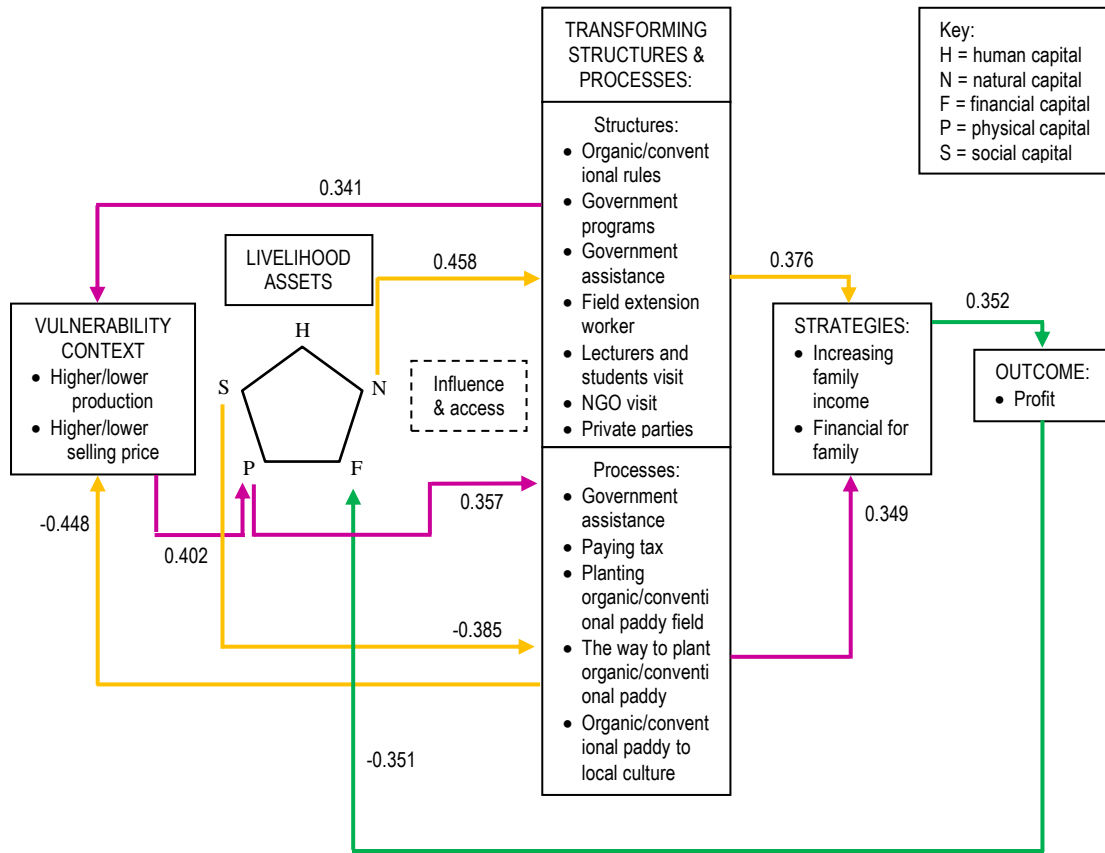 TRANSFORMING
STRUCTURES &
PROCESSES:
Structures:
• Organic/convent
ional rules
• Government
programs
• Government
assistance
• Field extension
worker
• Lecturers and
students visit
• NGO visit
• Private parties
Processes:
• Government
assistance
• Paying tax
• Planting
organic/conventi
onal paddy field
• The way to plant
organic/conventi
onal paddy
• Organic/convent
ional paddy to
local culture
Key:
H = human capital
N = natural capital
F = financial capital
P = physical capital
S = social capital
0.341
LIVELIHOOD
ASSETS
0.458
0.376
0.352
VULNERABILITY
CONTEXT
• Higher/lower
production
• Higher/lower
selling price
H
S
N
P
F
Influence
& access
STRATEGIES:
• Increasing
family
income
• Financial for
family
OUTCOME:
• Profit
-0.448
0.402
0.357
0.349
-0.385
-0.351